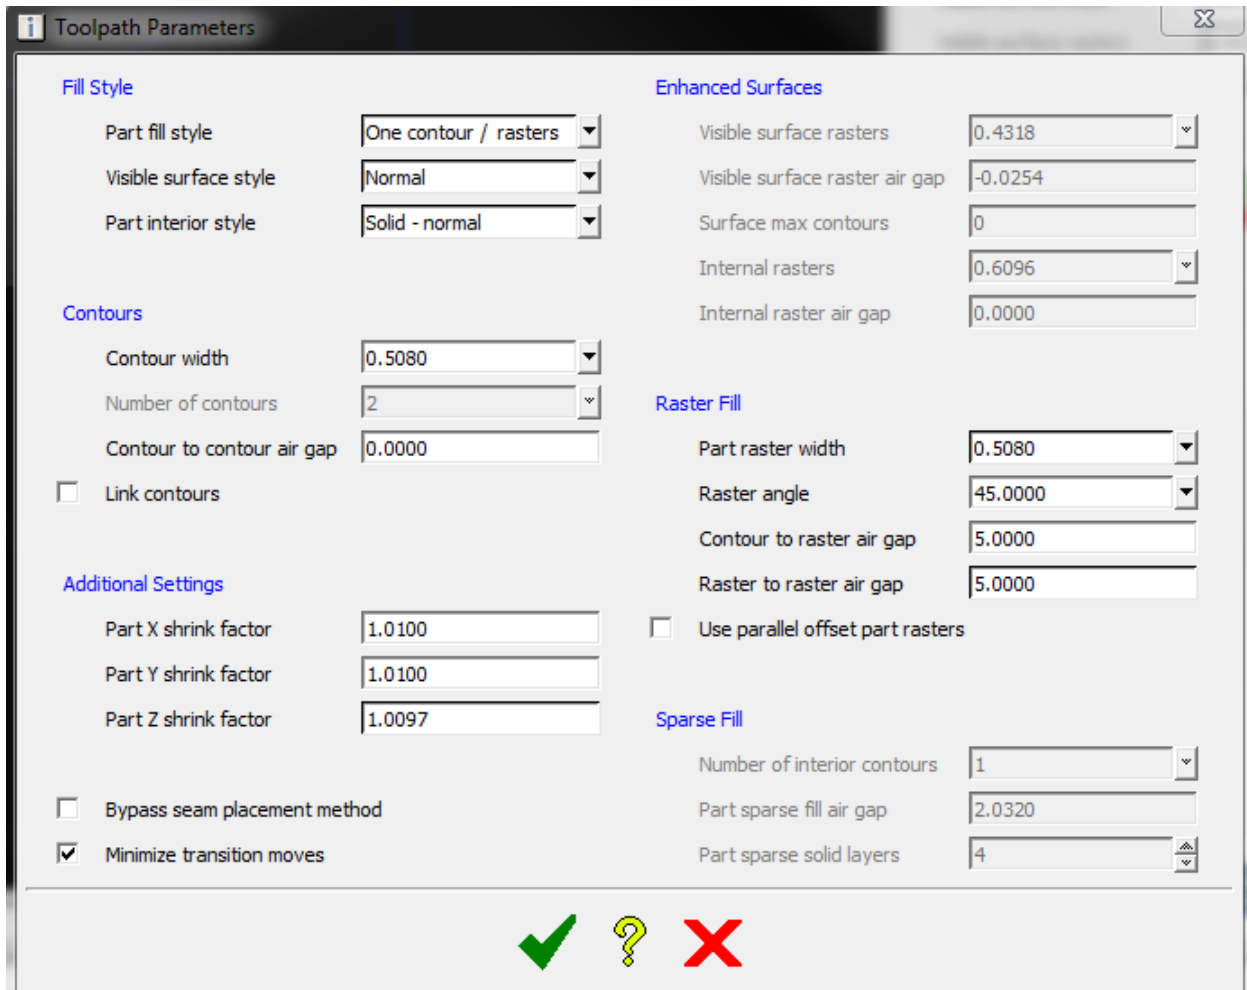 Toolpath Parameters
Fill Style
Part fill style One contour / rasters
Visible surface style Normal
Part interior style Solid - normal
Contours
Contour width 0.5080
Number of contours 2
Contour to contour air gap 0.0000
Link contours
Additional Settings
Part X shrink factor 1.0100
Part Y shrink factor 1.0100
Part Z shrink factor 1.0097
Bypass seam placement method
Minimize transition moves
Enhanced Surfaces
Visible surface rasters 0.4318
Visible surface raster air gap -0.0254
Surface max contours 0
Internal rasters 0.6096
Internal raster air gap 0.0000
Raster Fill
Part raster width 0.5080
Raster angle 45.0000
Contour to raster air gap 5.0000
Raster to raster air gap 5.0000
Use parallel offset part rasters
Sparse Fill
Number of interior contours 1
Part sparse fill air gap 2.0320
Part sparse solid layers 4